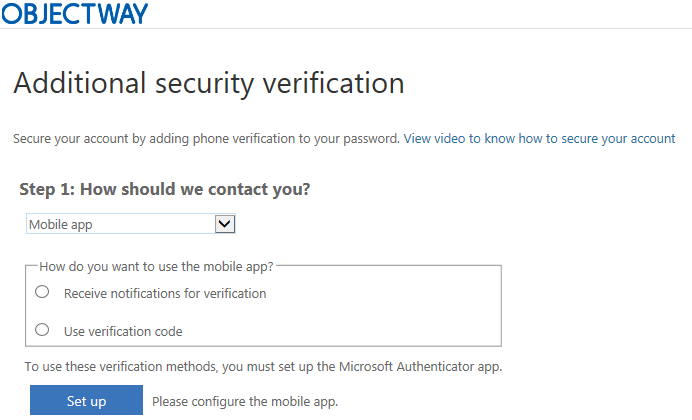 OBJECTWAY
Additional security verification
Secure your account by adding phone verification to your password. View video to know how to secure your account
Step 1: How should we contact you?
Mobile app
How do you want to use the mobile app?
Receive notifications for verification
Use verification code
To use these verification methods, you must set up the Microsoft Authenticator app.
Set up Please configure the mobile app.